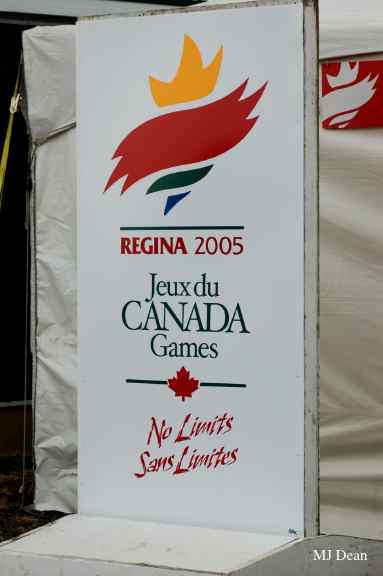 REGINA 2005
Jeux du
CANADA
Games
No Limits
Sans Limites
MJ Dean